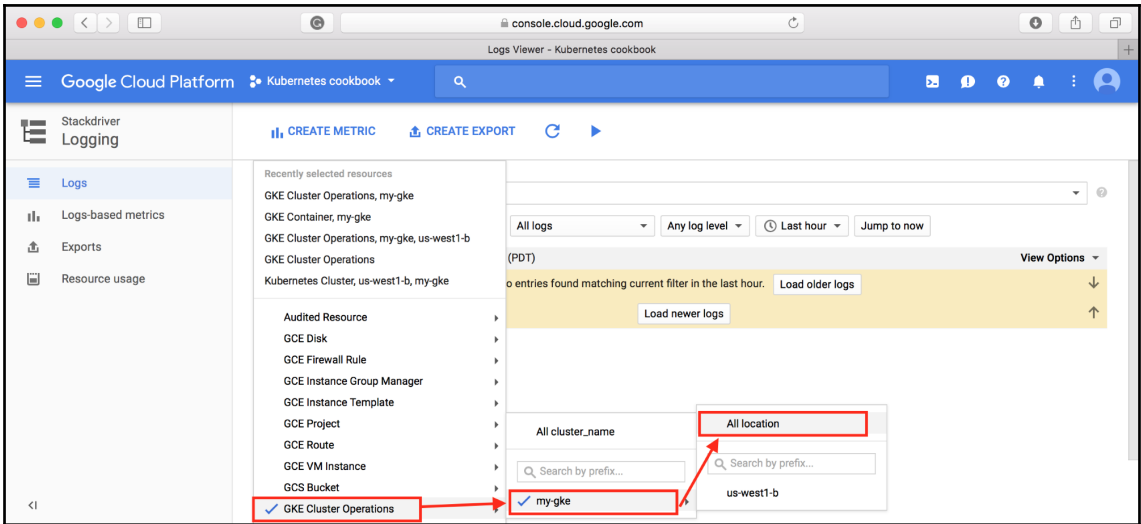 console.cloud.google.com
Logs Viewer - Kubernetes cookbook
Google Cloud Platform Kubernetes cookbook
Stackdriver
Logging
CREATE METRIC CREATE EXPORT
Logs
Logs-based metrics
Exports
Resource usage
Recently selected resources
GKE Cluster Operations, my-gke
GKE Container, my-gke
GKE Cluster Operations, my-gke, us-west1-b
GKE Cluster Operations
Kubernetes Cluster, us-west1-b, my-gke
Audited Resource
GCE Disk
GCE Firewall Rule
GCE Instance Group Manager
GCE Instance Template
GCE Project
GCE Route
GCE VM Instance
GCS Bucket
GKE Cluster Operations
All logs Any log level Last hour Jump to now
(PDT) View Options
o entries found matching current filter in the last hour. Load older logs
Load newer logs
All cluster_name
Search by prefix...
my-gke
All location
Search by prefix...
us-west1-b